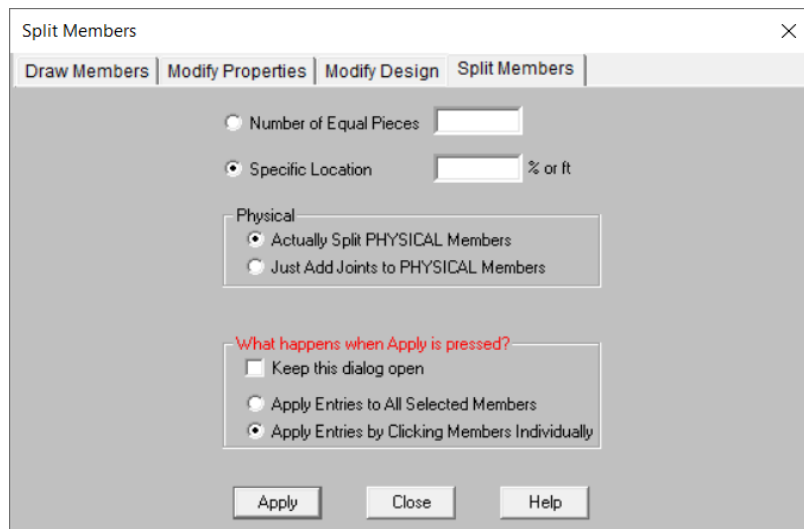 Split Members
Draw Members Modify Properties Modify Design Split Members
Number of Equal Pieces
Specific Location % or ft
Physical
Actually Split PHYSICAL Members
Just Add Joints to PHYSICAL Members
What happens when Apply is pressed?
Keep this dialog open
Apply Entries to All Selected Members
Apply Entries by Clicking Members Individually
Apply Close Help